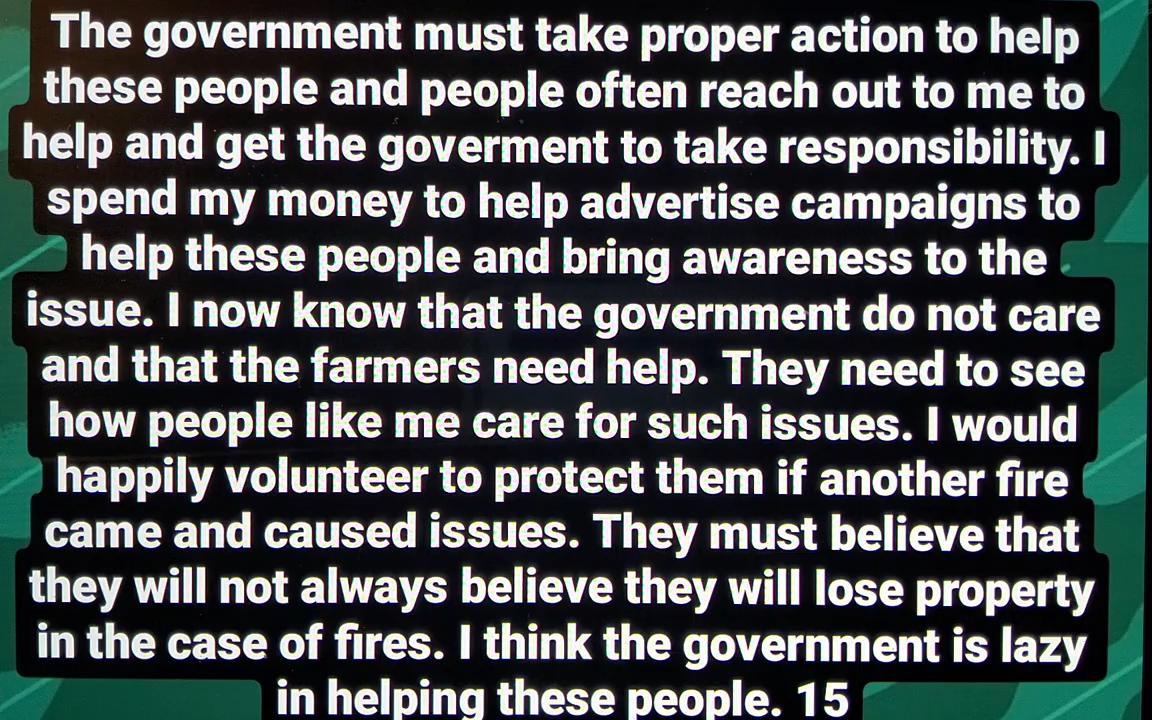 The government must take proper action to help
these people and people often reach out to me to
help and get the goverment to take responsibility. I
spend my money to help advertise campaigns to
help these people and bring awareness to the
issue. I now know that the government do not care
and that the farmers need help. They need to see
how people like me care for such issues. I would
happily volunteer to protect them if another fire
came and caused issues. They must believe that
they will not always believe they will lose property
in the case of fires. I think the government is lazy
in helping these people. 15